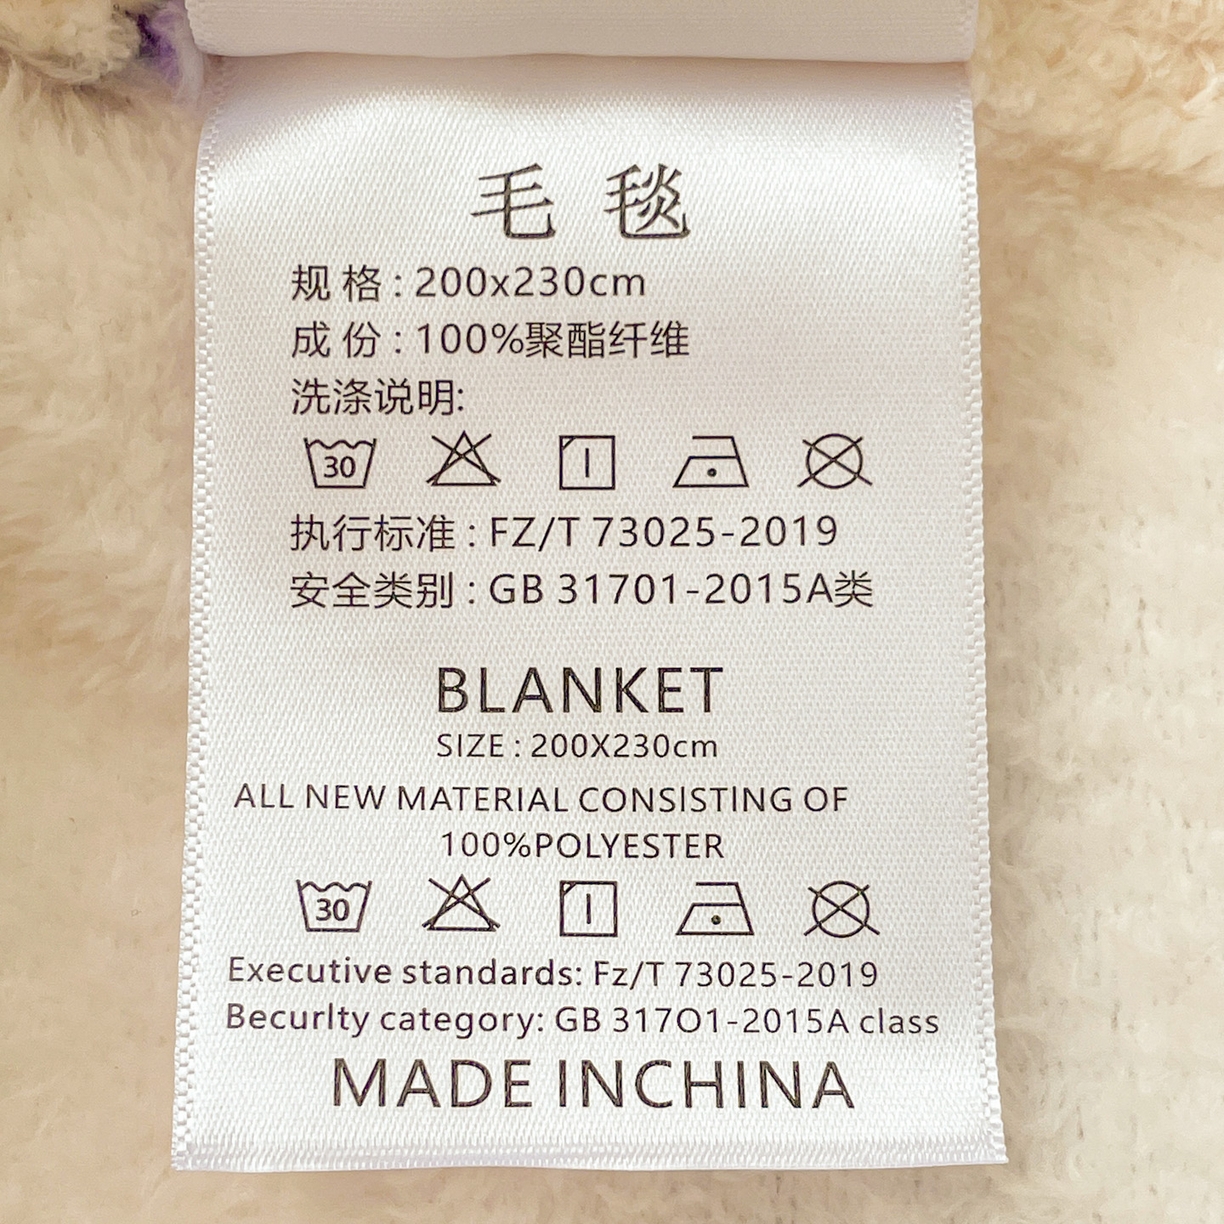 毛 毯
规 格 : 200x230cm
成 份 : 100%聚酯纤维
洗涤说明:
30
执行标准 : FZ/T 73025-2019
安全类别 : GB 31701-2015A类
BLANKET
SIZE : 200X230cm
ALL NEW MATERIAL CONSISTING OF
100%POLYESTER
30
Executive standards: Fz/T 73025-2019
Becurlty category: GB 317O1-2015A class
MADE INCHINA